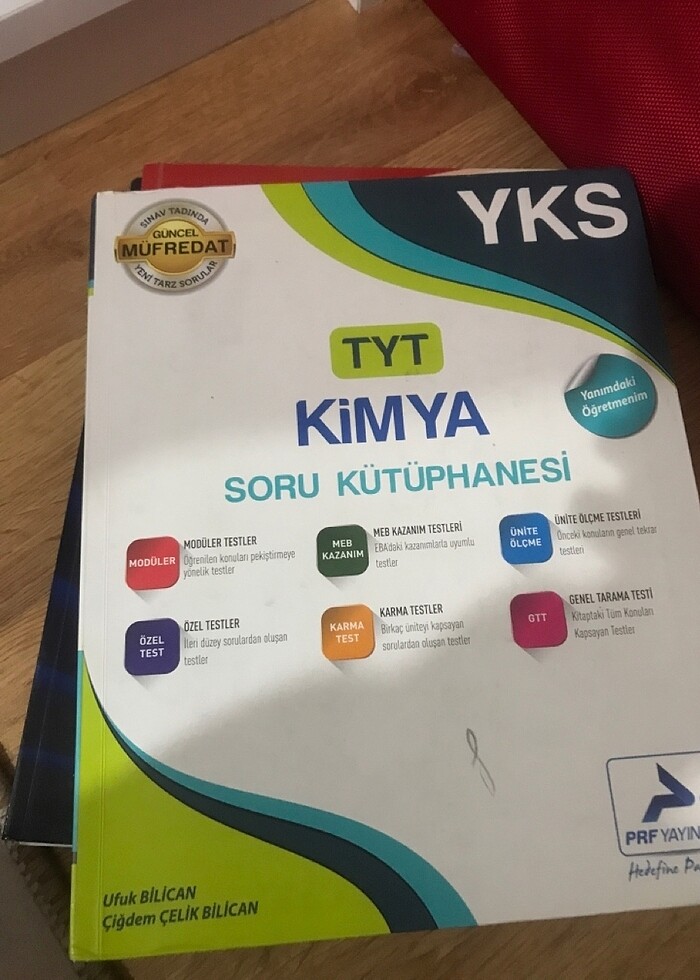 YKS
SINAV TADINDA
GÜNCEL
MÜFREDAT
YENİ TARZ SORULAR
TYT
KİMYA
Yanımdaki
Öğretmenim
SORU KÜTÜPHANESİ
MODÜLER
MODÜLER TESTLER
Öğrenilen konuları pekiştirmeye
yönelik testler
MEB
KAZANIM
MEB KAZANIM TESTLERİ
EBA'daki kazanımlarla uyumlu
testler
ÜNİTE
ÖLÇME
ÜNİTE ÖLÇME TESTLERİ
Önceki konuların genel tekrar
testleri
ÖZEL
TEST
ÖZEL TESTLER
İleri düzey sorulardan oluşan
testler
KARMA
TEST
KARMA TESTLER
Birkaç üniteyi kapsayan
sorulardan oluşan testler
GTT
GENEL TARAMA TESTİ
Kitaptaki Tüm Konuları
Kapsayan Testler
PRF YAYIN
Hedefine
Ufuk BİLİCAN
Çiğdem ÇELİK BİLİCAN